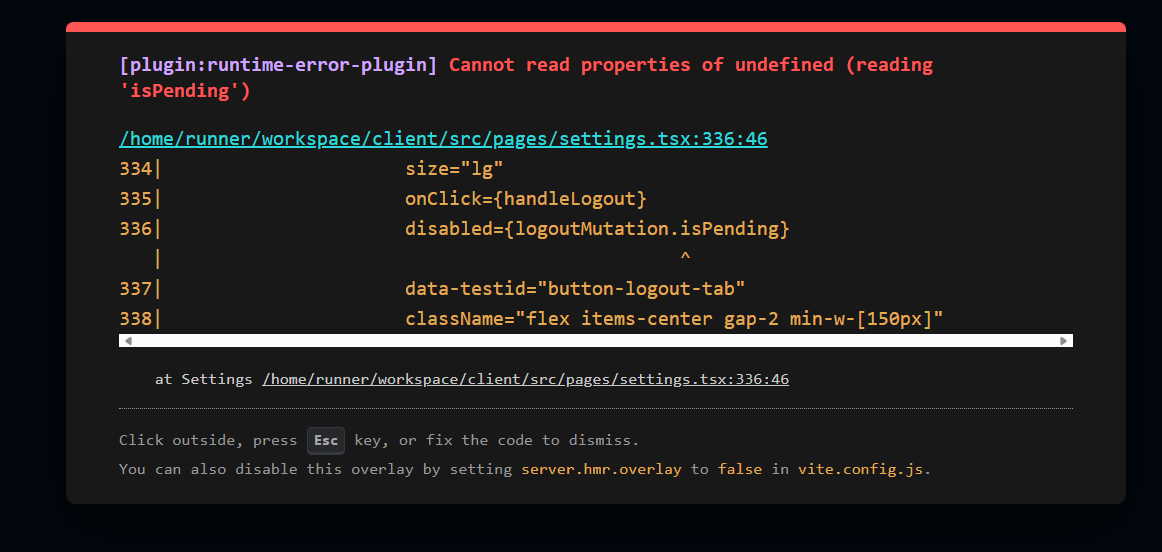 [plugin:runtime-error-plugin] Cannot read properties of undefined (reading
'isPending')
/home/runner/workspace/client/src/pages/settings.tsx:336:46
334|                      size="lg"
335|                      onClick={handleLogout}
336|                      disabled={logoutMutation.isPending}
   |                                               ^
337|                      data-testid="button-logout-tab"
338|                      className="flex items-center gap-2 min-w-[150px]"
at Settings /home/runner/workspace/client/src/pages/settings.tsx:336:46
Click outside, press Esc key, or fix the code to dismiss.
You can also disable this overlay by setting server.hmr.overlay to false in vite.config.js.